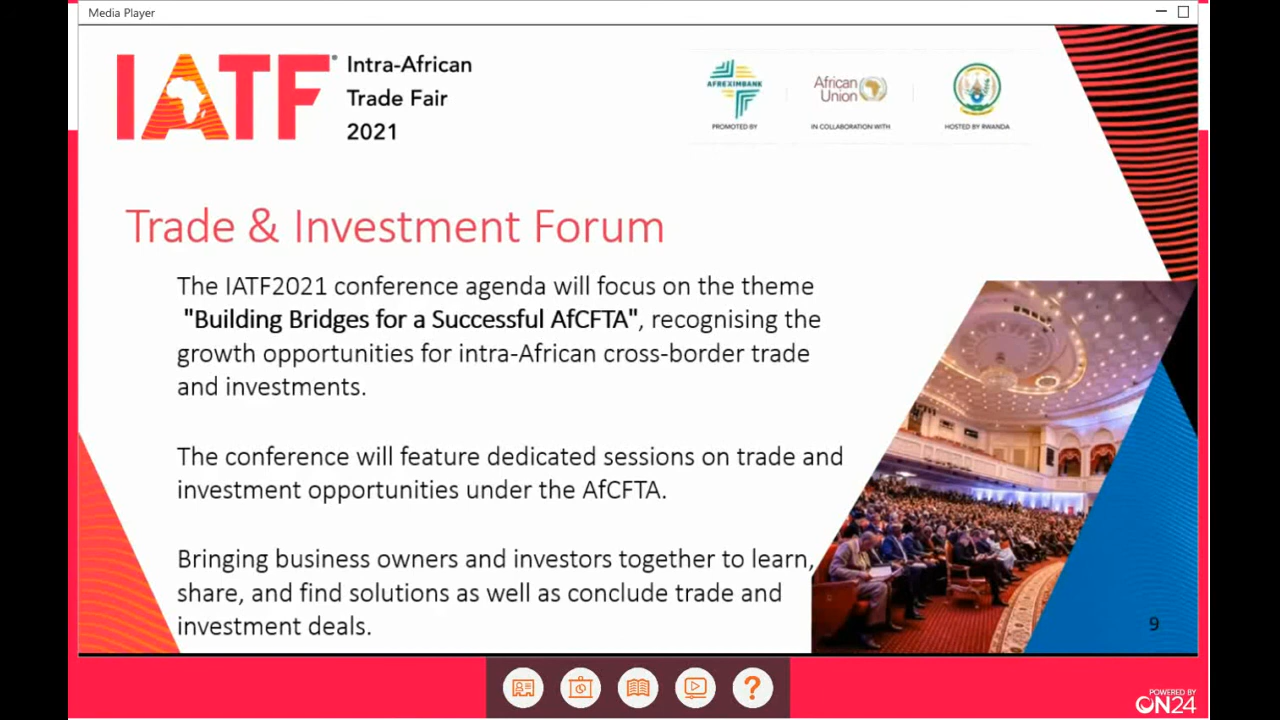 Media Player
IATF
Intra-African
Trade Fair
2021
AFREXIMBANK
PROMOTED BY
African
Union
IN COLLABORATION WITH
HOSTED BY RWANDA
Trade & Investment Forum
The IATF2021 conference agenda will focus on the theme
"Building Bridges for a Successful AfCFTA", recognising the
growth opportunities for intra-African cross-border trade
and investments.
The conference will feature dedicated sessions on trade and
investment opportunities under the AfCFTA.
Bringing business owners and investors together to learn,
share, and find solutions as well as conclude trade and
investment deals.
9
?
POWERED BY
ON24